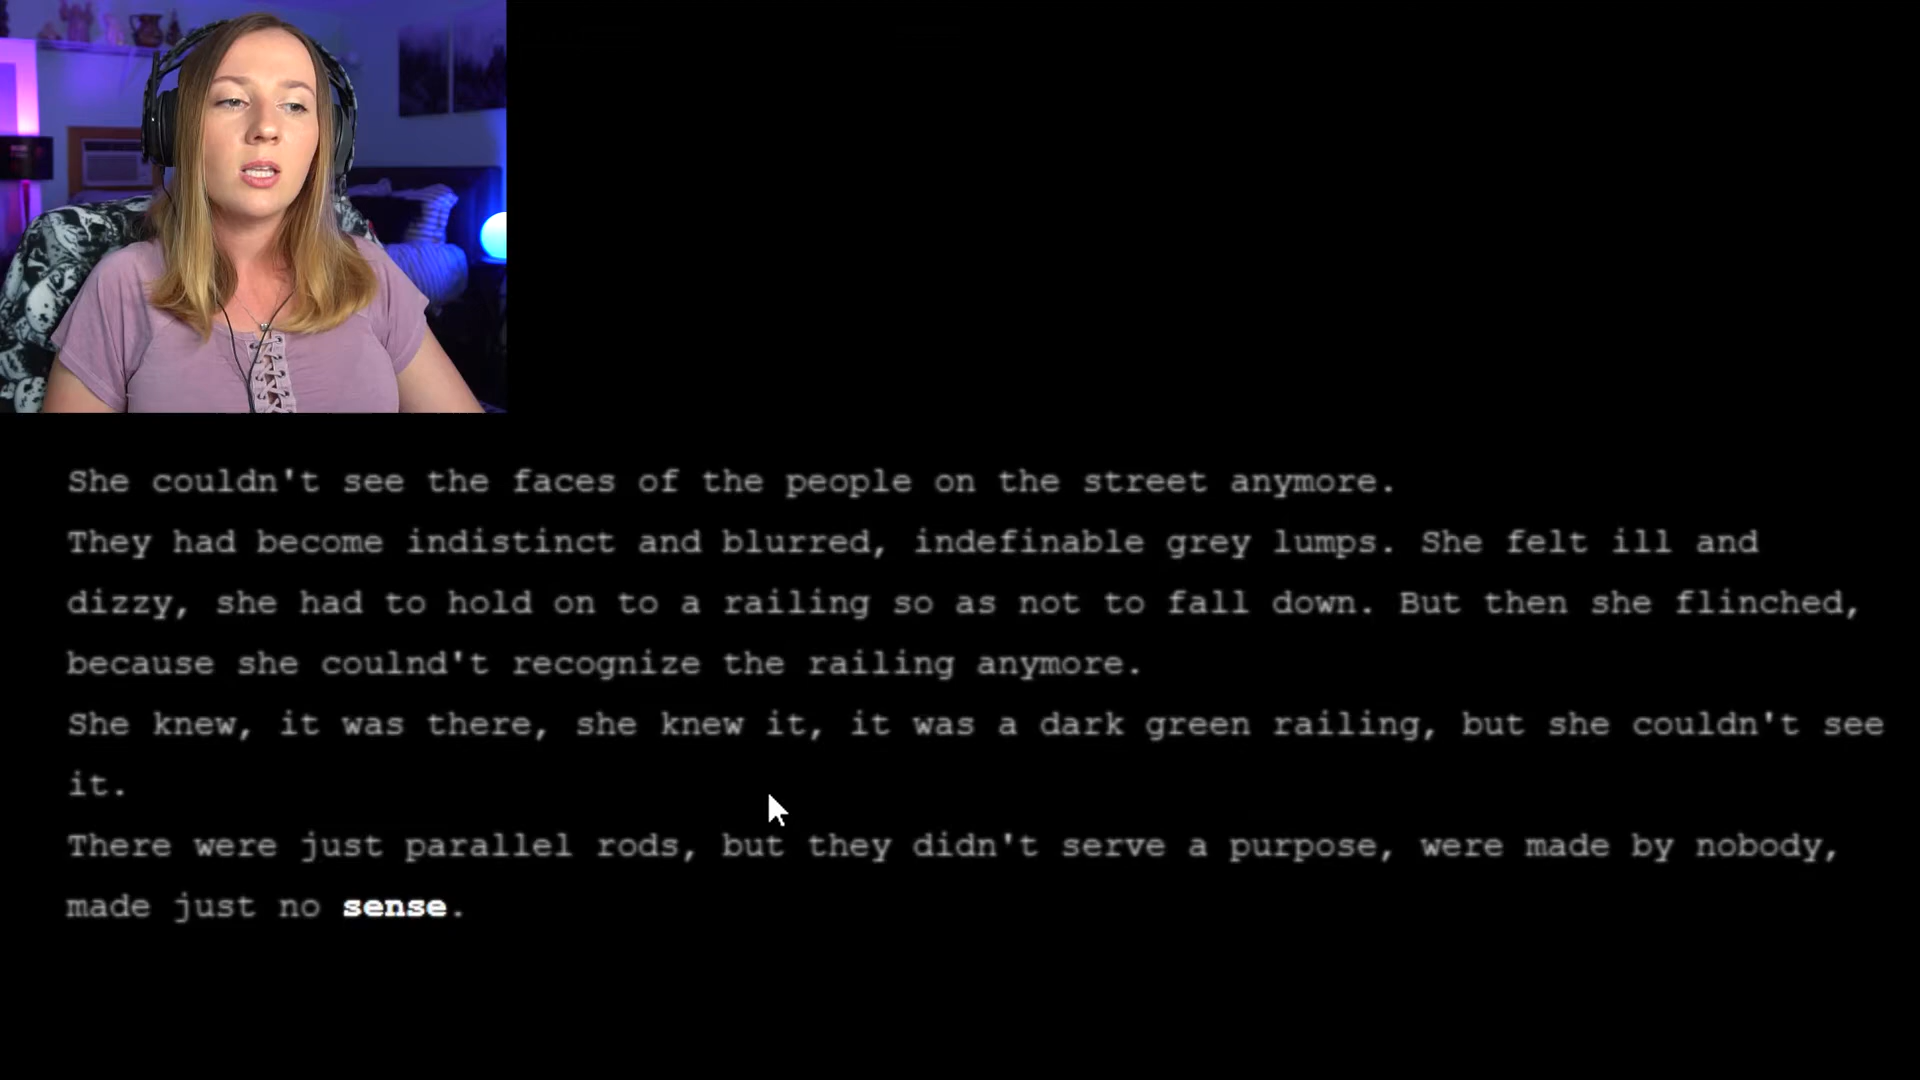 She couldn't see the faces of the people on the street anymore.
They had become indistinct and blurred, indefinable grey lumps. She felt ill and
dizzy, she had to hold on to a railing so as not to fall down. But then she flinched,
because she coulnd't recognize the railing anymore.
She knew, it was there, she knew it, it was a dark green railing, but she couldn't see
it.
There were just parallel rods, but they didn't serve a purpose, were made by nobody,
made just no sense.